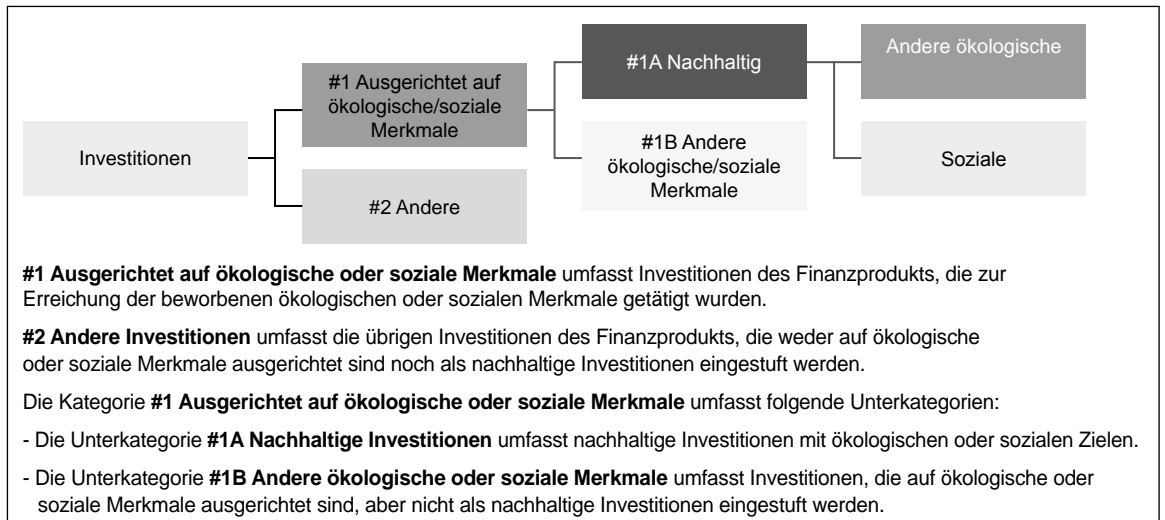 Investitionen
#1 Ausgerichtet auf
ökologische/soziale
Merkmale
#2 Andere
#1A Nachhaltig
#1B Andere
ökologische/soziale
Merkmale
Andere ökologische
Soziale
#1 Ausgerichtet auf ökologische oder soziale Merkmale umfasst Investitionen des Finanzprodukts, die zur
Erreichung der beworbenen ökologischen oder sozialen Merkmale getätigt wurden.
#2 Andere Investitionen umfasst die übrigen Investitionen des Finanzprodukts, die weder auf ökologische
oder soziale Merkmale ausgerichtet sind noch als nachhaltige Investitionen eingestuft werden.
Die Kategorie #1 Ausgerichtet auf ökologische oder soziale Merkmale umfasst folgende Unterkategorien:
- Die Unterkategorie #1A Nachhaltige Investitionen umfasst nachhaltige Investitionen mit ökologischen oder sozialen Zielen.
- Die Unterkategorie #1B Andere ökologische oder soziale Merkmale umfasst Investitionen, die auf ökologische oder
soziale Merkmale ausgerichtet sind, aber nicht als nachhaltige Investitionen eingestuft werden.